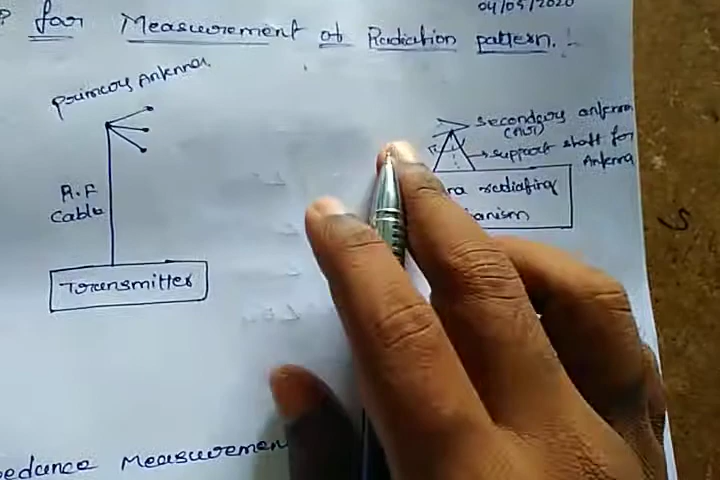 04/05/2020
for Measurement of Radiation pattern.
primary Antenna
secondary antenna
(AUT)
support shaft for
Antenna
R.F
Cable
radiating
Transmitter
Measuremen